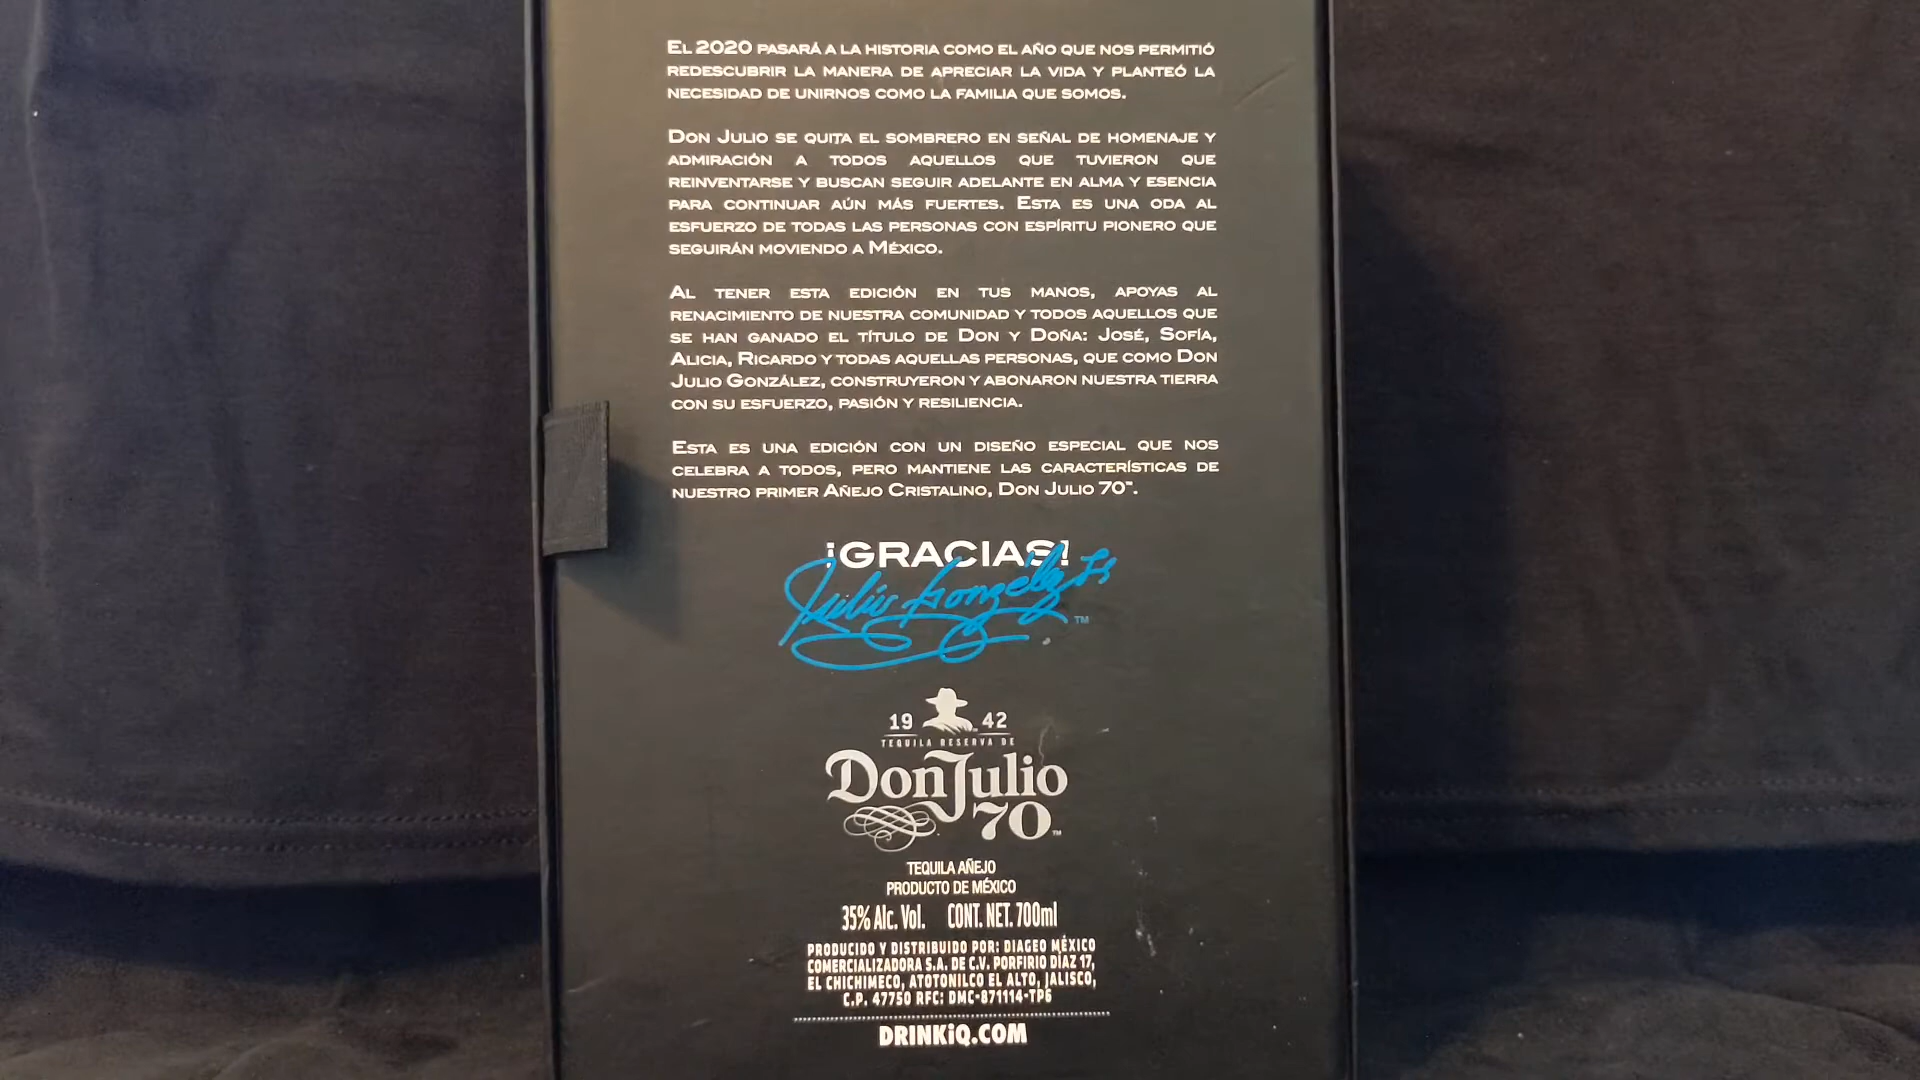 EL 2020 PASARÁ A LA HISTORIA COMO EL AÑO QUE NOS PERMITIÓ
REDESCUBRIR LA MANERA DE APRECIAR LA VIDA Y PLANTEÓ LA
NECESIDAD DE UNIRNOS COMO LA FAMILIA QUE SOMOS.
DON JULIO SE QUITA EL SOMBRERO EN SEÑAL DE HOMENAJE Y
ADMIRACIÓN A TODOS AQUELLOS QUE TUVIERON QUE
REINVENTARSE Y BUSCAN SEGUIR ADELANTE EN ALMA Y ESENCIA
PARA CONTINUAR AÚN MÁS FUERTES. ESTA ES UNA ODA AL
ESFUERZO DE TODAS LAS PERSONAS CON ESPÍRITU PIONERO QUE
SEGUIRÁN MOVIENDO A MÉXICO.
AL TENER ESTA EDICIÓN EN TUS MANOS, APOYAS AL
RENACIMIENTO DE NUESTRA COMUNIDAD Y TODOS AQUELLOS QUE
SE HAN GANADO EL TÍTULO DE DON Y DOÑA: JOSÉ, SOFÍA,
ALICIA, RICARDO Y TODAS AQUELLAS PERSONAS, QUE COMO DON
JULIO GONZÁLEZ, CONSTRUYERON Y ABONARON NUESTRA TIERRA
CON SU ESFUERZO, PASIÓN Y RESILIENCIA.
ESTA ES UNA EDICIÓN CON UN DISEÑO ESPECIAL QUE NOS
CELEBRA A TODOS, PERO MANTIENE LAS CARACTERÍSTICAS DE
NUESTRO PRIMER AÑEJO CRISTALINO, DON JULIO 70™.
¡GRACIAS!
Julio González ™
19 42
TEQUILA RESERVA DE
Don Julio
70™
TEQUILA AÑEJO
PRODUCTO DE MÉXICO
35% Alc. Vol. CONT. NET. 700ml
PRODUCIDO Y DISTRIBUIDO POR: DIAGEO MÉXICO
COMERCIALIZADORA S.A. DE C.V. PORFIRIO DÍAZ 17,
EL CHICHIMECO, ATOTONILCO EL ALTO, JALISCO,
C.P. 47750 RFC: DMC-871114-TP6
DRINKiQ.COM